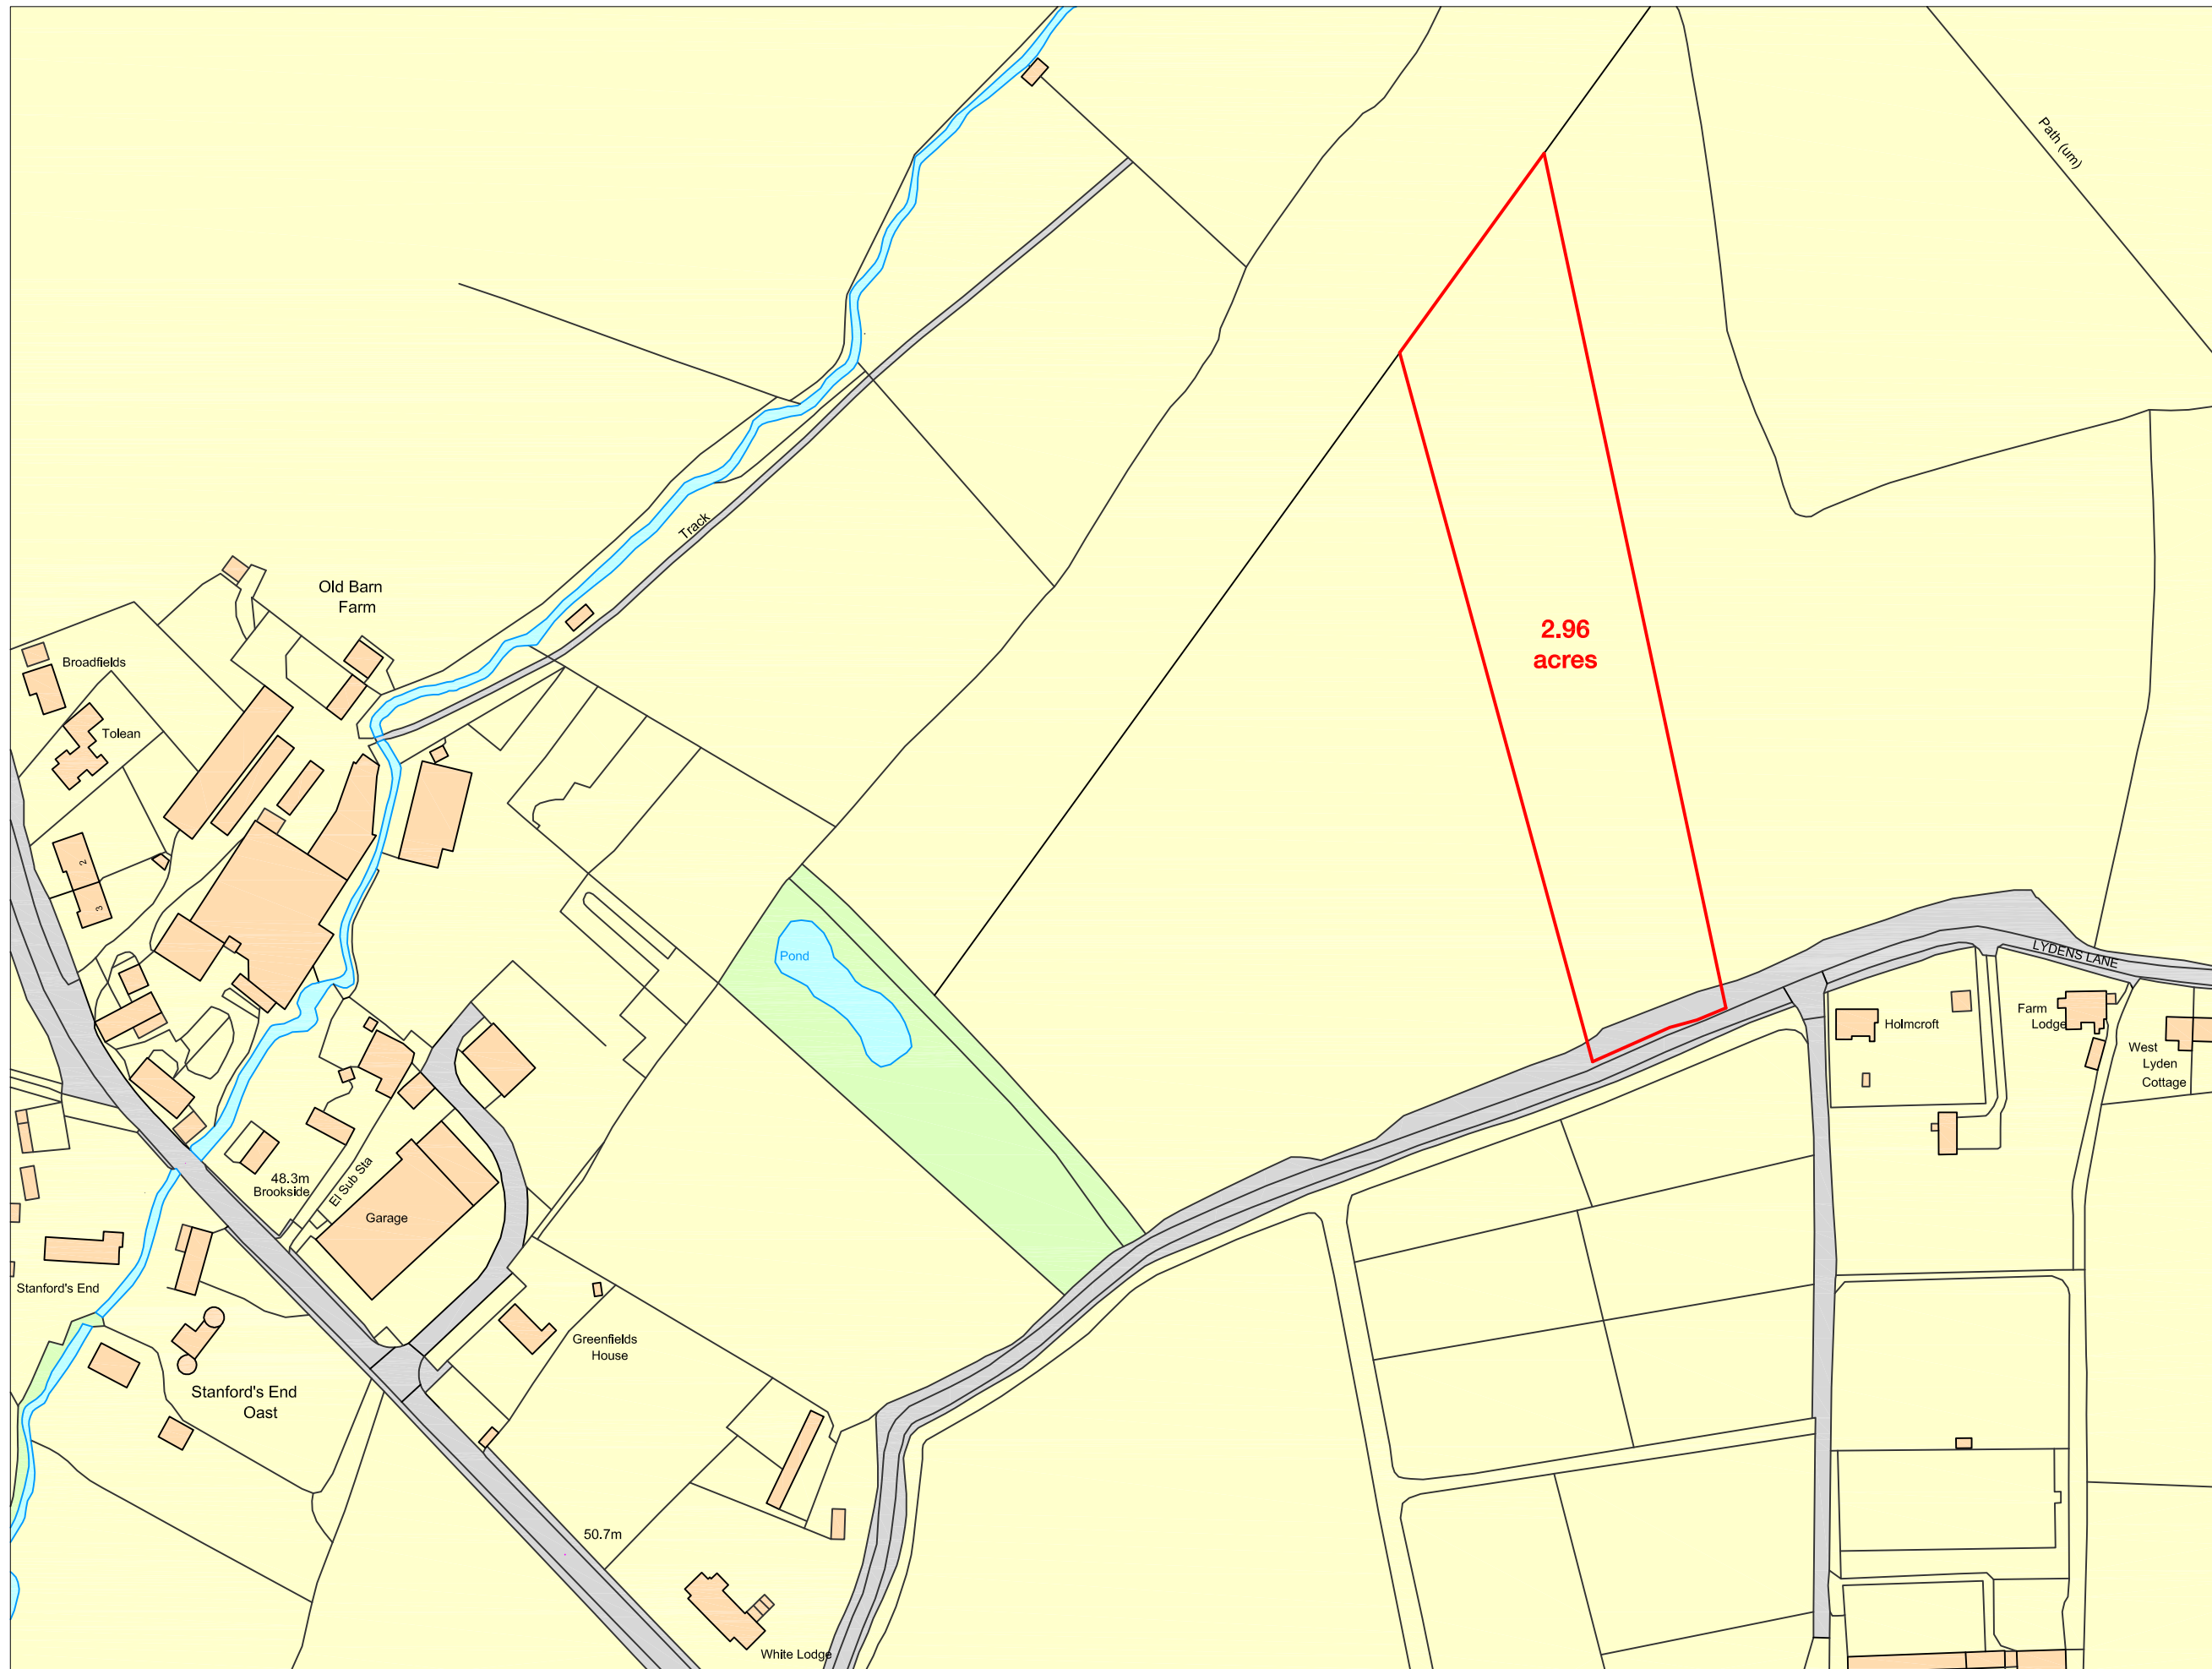 Path (um)
Track
Old Barn
Farm
Broadfields
Tolean
2.96
acres
2
3
Pond
LYDENS LANE
Holmcroft
Farm
Lodge
West
Lyden
Cottage
48.3m
Brookside
El Sub Sta
Garage
Stanford's End
Greenfields
House
Stanford's End
Oast
50.7m
White Lodge